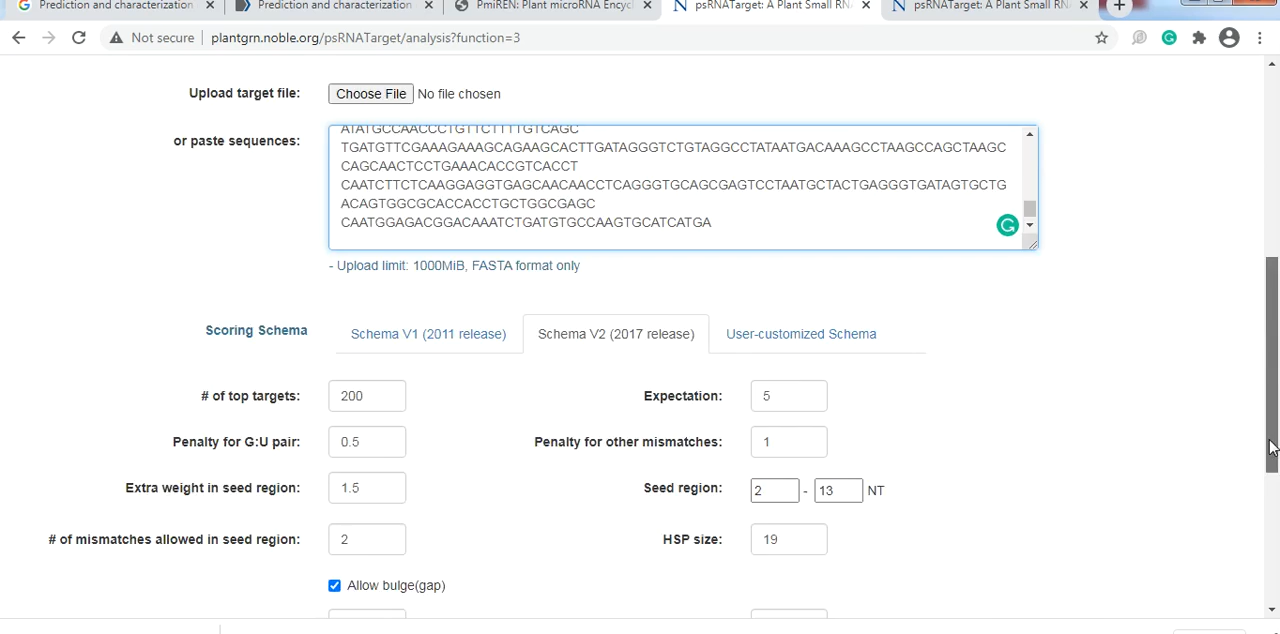 Prediction and characterization
Prediction and characterization
PmiREN: Plant microRNA Encycl
psRNATarget: A Plant Small RN
psRNATarget: A Plant Small RN
Not secure | plantgrn.noble.org/psRNATarget/analysis?function=3
Upload target file: Choose File No file chosen
or paste sequences:
ATATGCCAACCCTGTTCTTTTGTCAGC
TGATGTTCGAAAGAAAGCAGAAGCACTTGATAGGGTCTGTAGGCCTATAATGACAAAGCCTAAGCCAGCTAAGC
CAGCAACTCCTGAAACACCGTCACCT
CAATCTTCTCAAGGAGGTGAGCAACAACCTCAGGGTGCAGCGAGTCCTAATGCTACTGAGGGTGATAGTGCTG
ACAGTGGCGCACCACCTGCTGGCGAGC
CAATGGAGACGGACAAATCTGATGTGCCAAGTGCATCATGA
- Upload limit: 1000MiB, FASTA format only
Scoring Schema Schema V1 (2011 release) Schema V2 (2017 release) User-customized Schema
# of top targets: 200 Expectation: 5
Penalty for G:U pair: 0.5 Penalty for other mismatches: 1
Extra weight in seed region: 1.5 Seed region: 2 - 13 NT
# of mismatches allowed in seed region: 2 HSP size: 19
Allow bulge(gap)